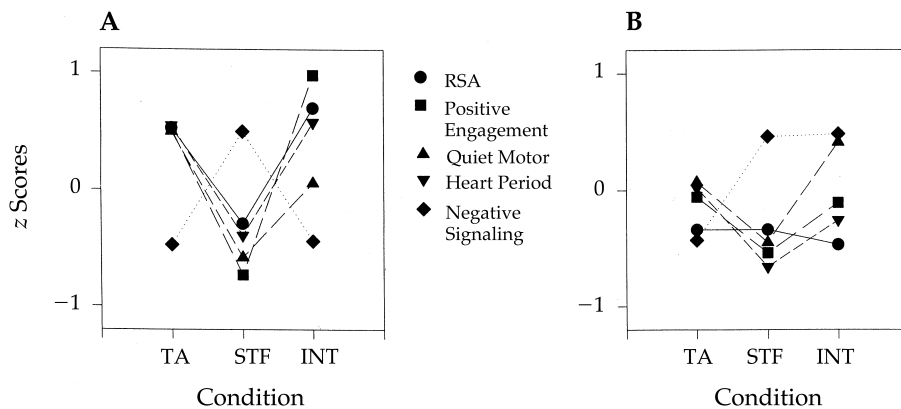 A
B
1
0
−1
z Scores
TA STF INT
Condition
RSA
Positive
Engagement
Quiet Motor
Heart Period
Negative
Signaling
1
0
−1
TA STF INT
Condition